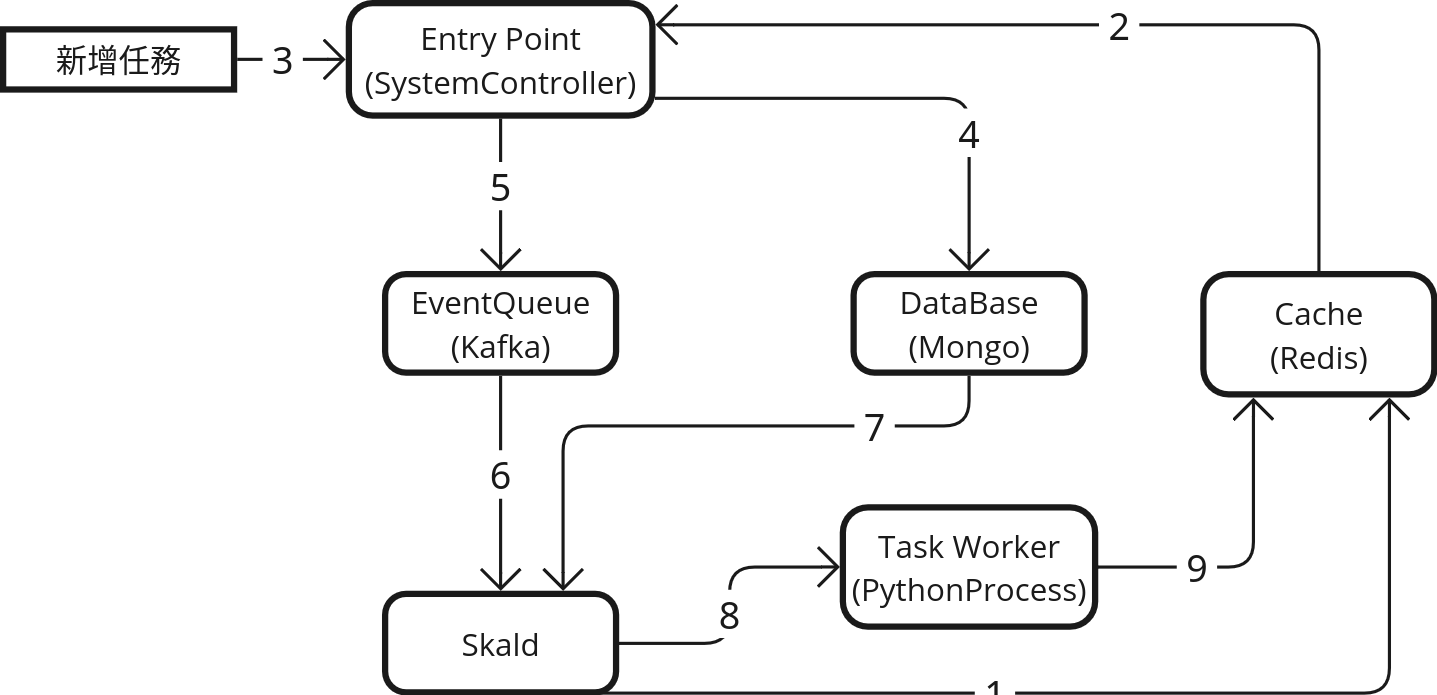 新增任務
3
Entry Point
(SystemController)
2
4
5
EventQueue
(Kafka)
DataBase
(Mongo)
Cache
(Redis)
7
6
Task Worker
(PythonProcess)
9
8
Skald
1